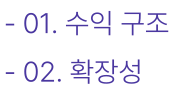 - 01. 수익 구조
- 02. 확장성